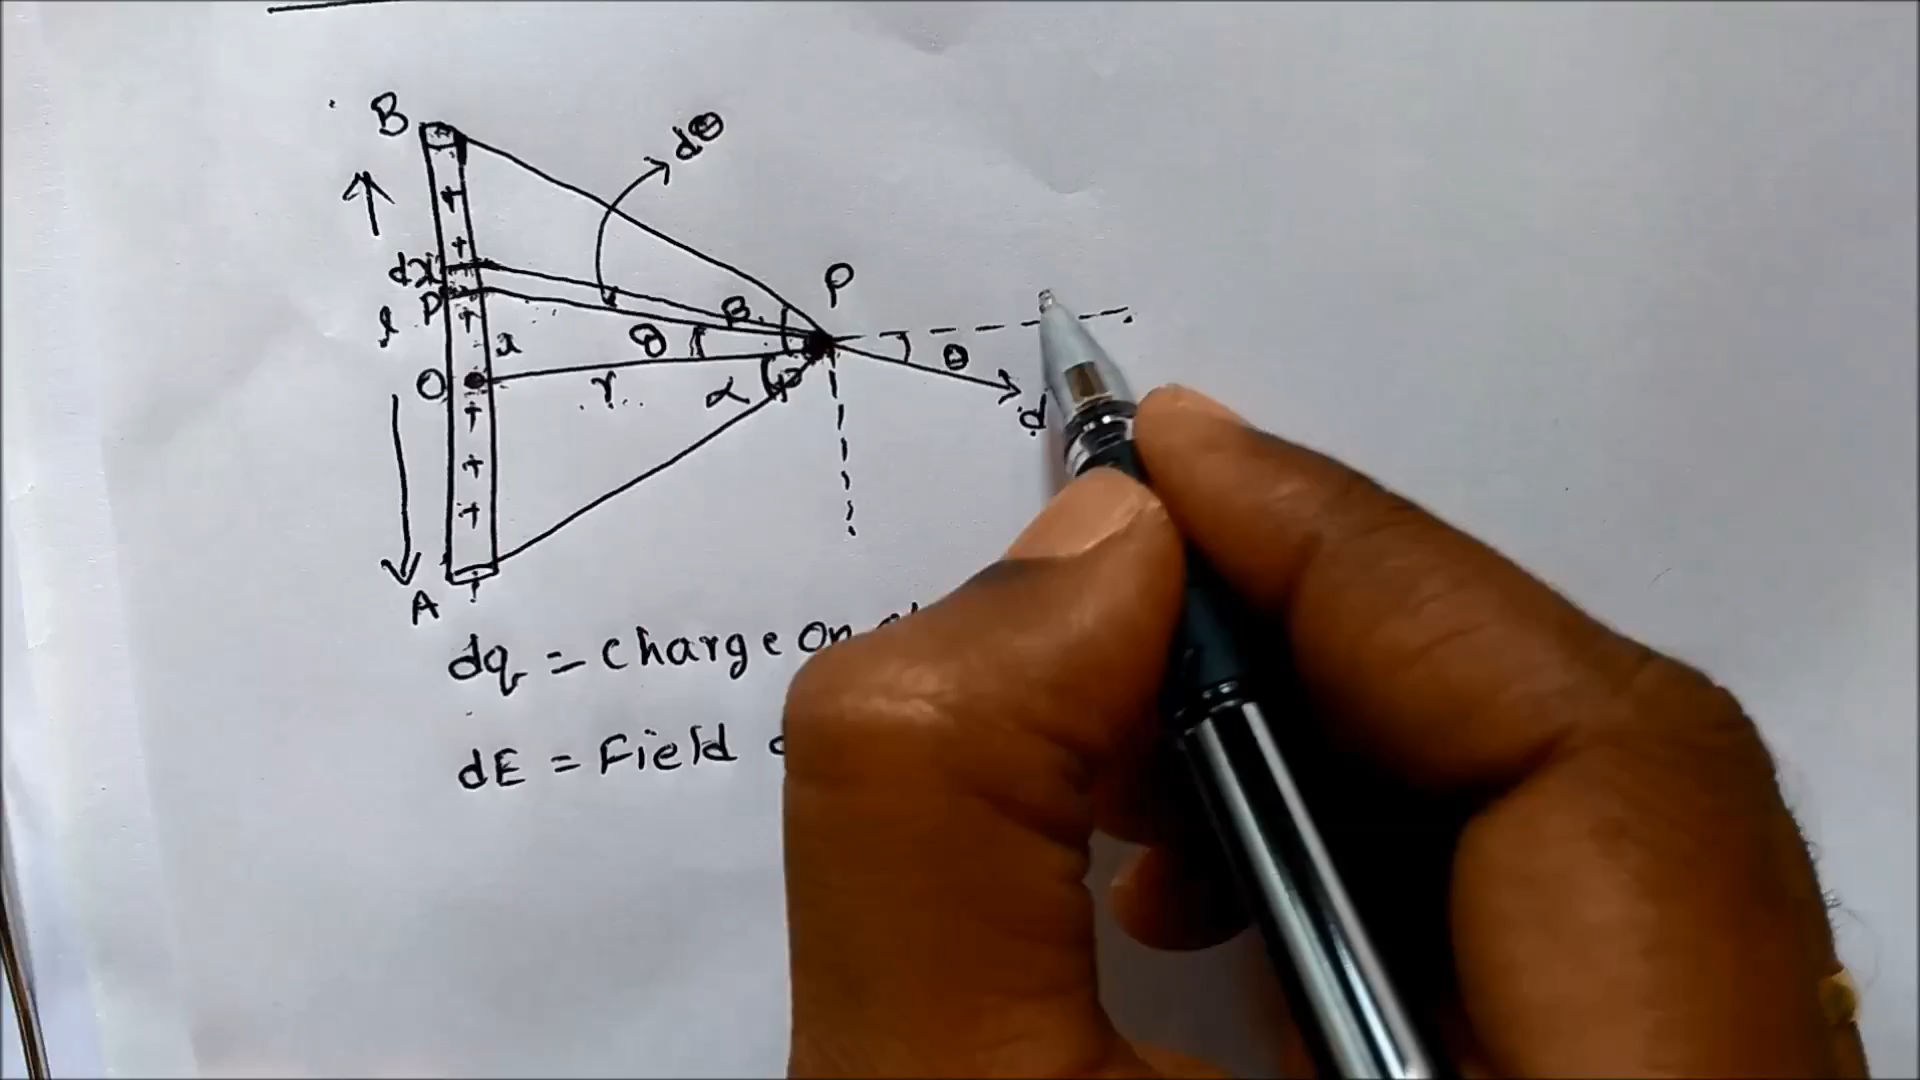 B
dθ
dx
P
l
x
O
r
θ
β
α
P
θ
d
A
dq = charge on
dE = Field